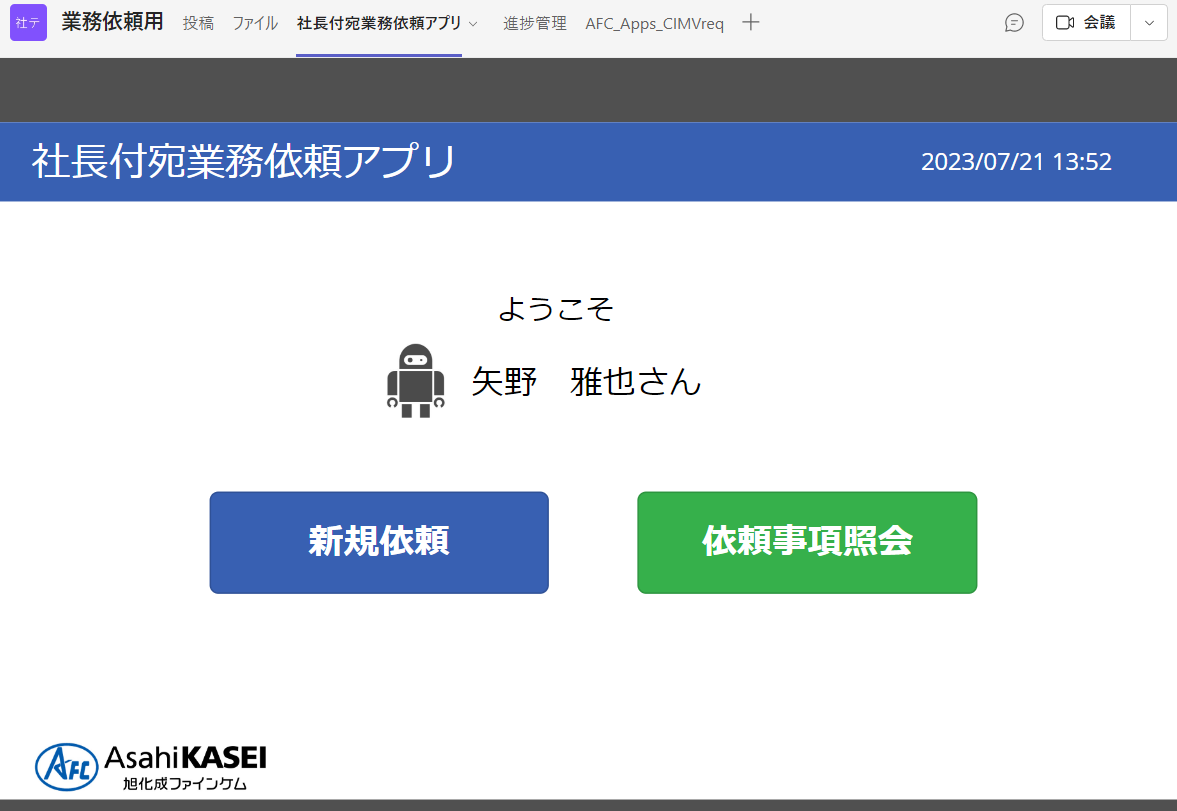 社テ 業務依頼用 投稿 ファイル 社長付宛業務依頼アプリ 進捗管理 AFC_Apps_CIMVreq 会議
社長付宛業務依頼アプリ 2023/07/21 13:52
ようこそ
矢野　雅也さん
新規依頼 依頼事項照会
AFC AsahiKASEI
旭化成ファインケム